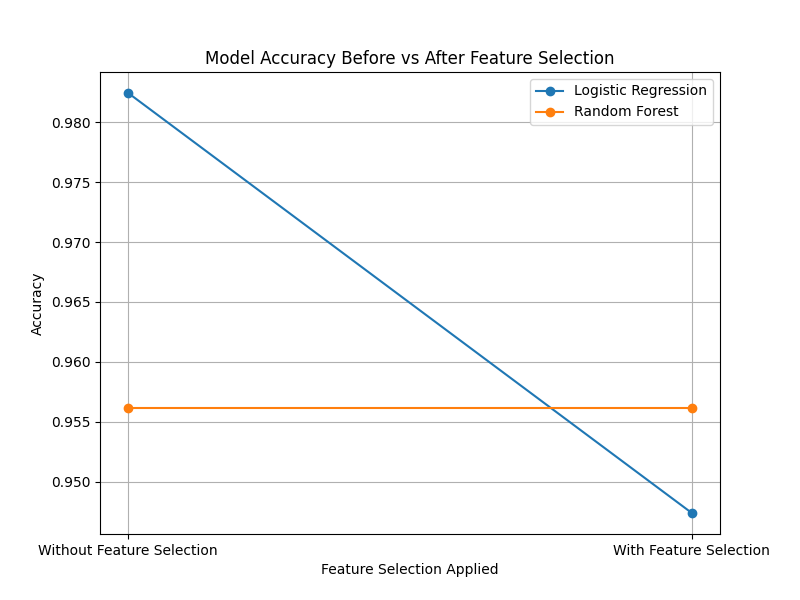 Model Accuracy Before vs After Feature Selection
Logistic Regression
Random Forest
0.980
0.975
0.970
0.965
0.960
0.955
0.950
Accuracy
Without Feature Selection
With Feature Selection
Feature Selection Applied